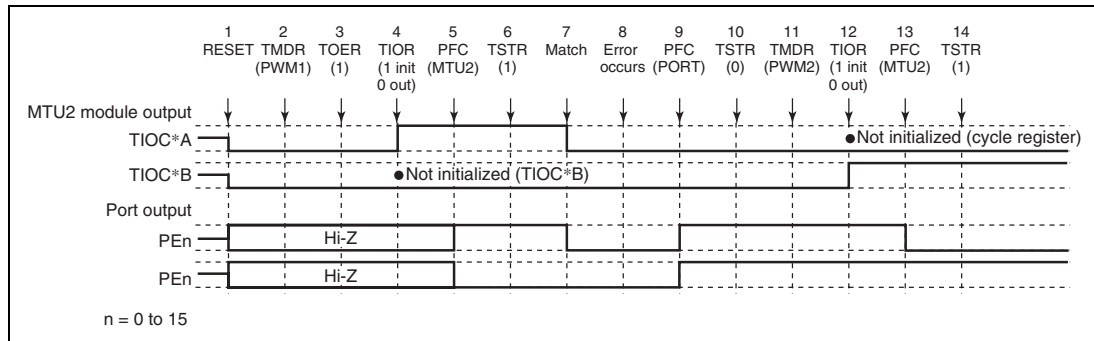 1 2 3 4 5 6 7 8 9 10 11 12 13 14
RESET TMDR TOER TIOR PFC TSTR Match Error PFC TSTR TMDR TIOR PFC TSTR
(PWM1) (1) (1 init (MTU2) (1) occurs (PORT) (0) (PWM2) (1 init (MTU2) (1)
0 out) 0 out)
MTU2 module output
TIOC*A ●Not initialized (cycle register)
TIOC*B ●Not initialized (TIOC*B)
Port output
PEn Hi-Z
PEn Hi-Z
n = 0 to 15